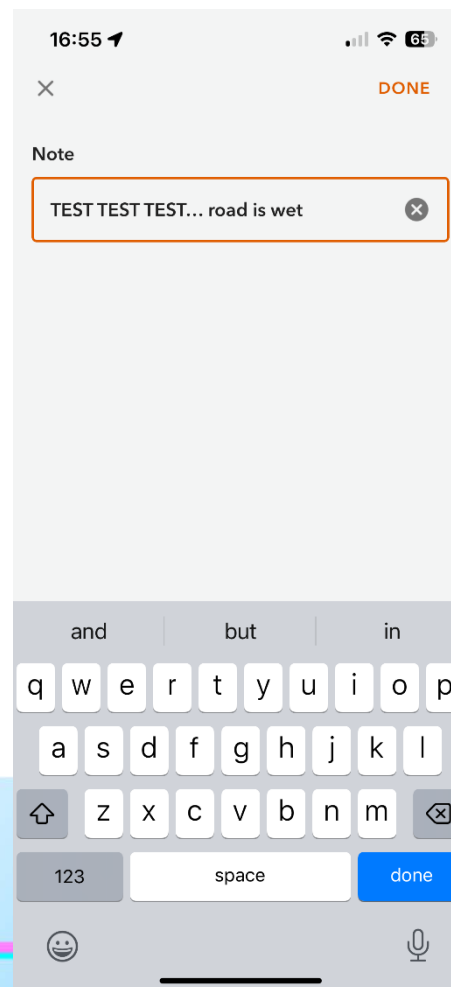 16:55
65
DONE
Note
TEST TEST TEST... road is wet
and but in
q w e r t y u i o p
a s d f g h j k l
z x c v b n m
123 space done